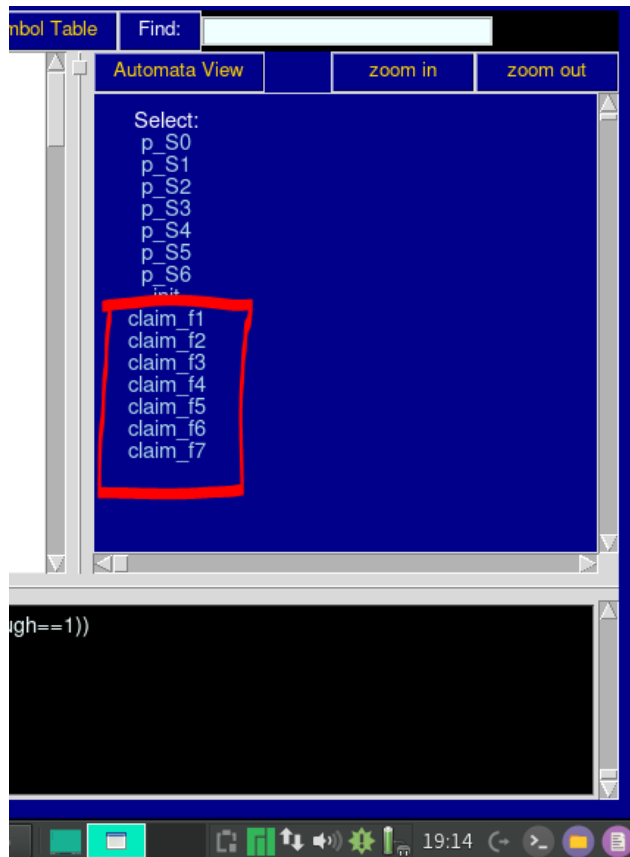 mbol Table
Find:
Automata View
zoom in
zoom out
Select:
p_S0
p_S1
p_S2
p_S3
p_S4
p_S5
p_S6
init
claim_f1
claim_f2
claim_f3
claim_f4
claim_f5
claim_f6
claim_f7
ugh==1))
19:14